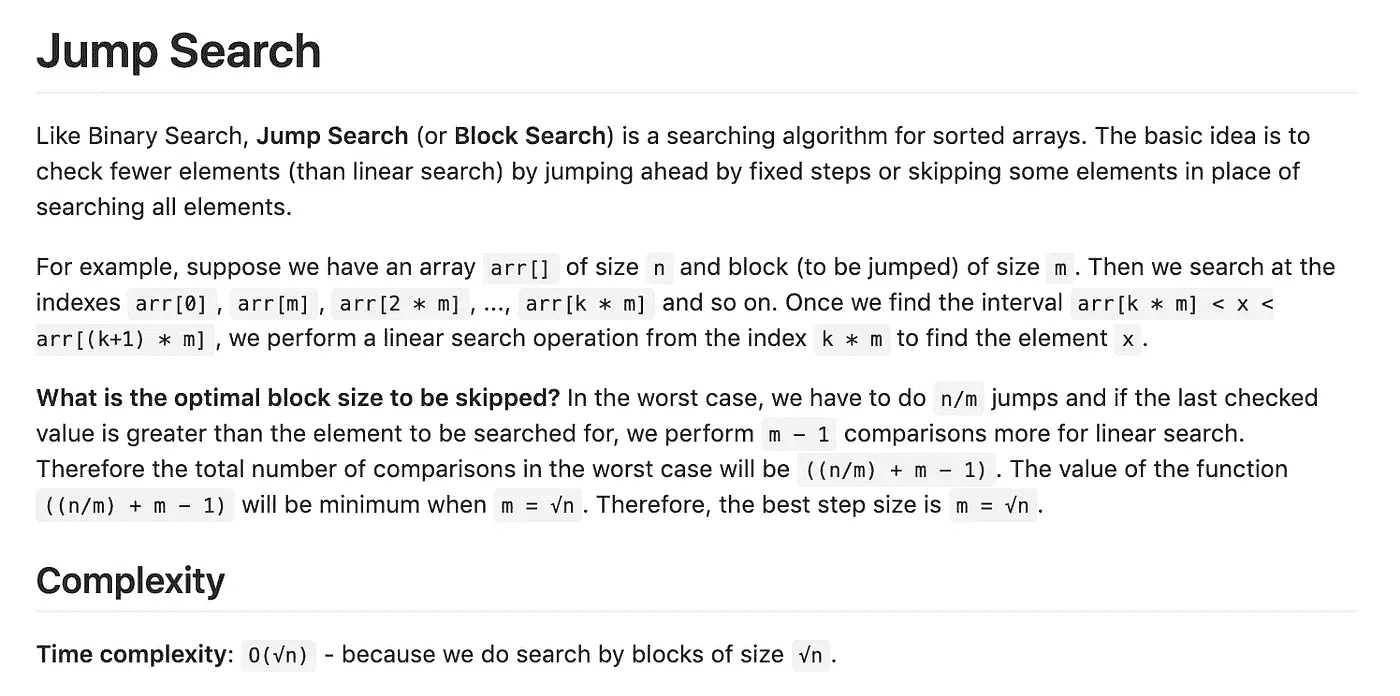 Jump Search
Like Binary Search, Jump Search (or Block Search) is a searching algorithm for sorted arrays. The basic idea is to
check fewer elements (than linear search) by jumping ahead by fixed steps or skipping some elements in place of
searching all elements.
For example, suppose we have an array arr[] of size n and block (to be jumped) of size m. Then we search at the
indexes arr[0], arr[m], arr[2 * m], ..., arr[k * m] and so on. Once we find the interval arr[k * m] < x <
arr[(k+1) * m], we perform a linear search operation from the index k * m to find the element x.
What is the optimal block size to be skipped? In the worst case, we have to do n/m jumps and if the last checked
value is greater than the element to be searched for, we perform m - 1 comparisons more for linear search.
Therefore the total number of comparisons in the worst case will be ((n/m) + m - 1). The value of the function
((n/m) + m - 1) will be minimum when m = √n. Therefore, the best step size is m = √n.
Complexity
Time complexity: O(√n) - because we do search by blocks of size √n.